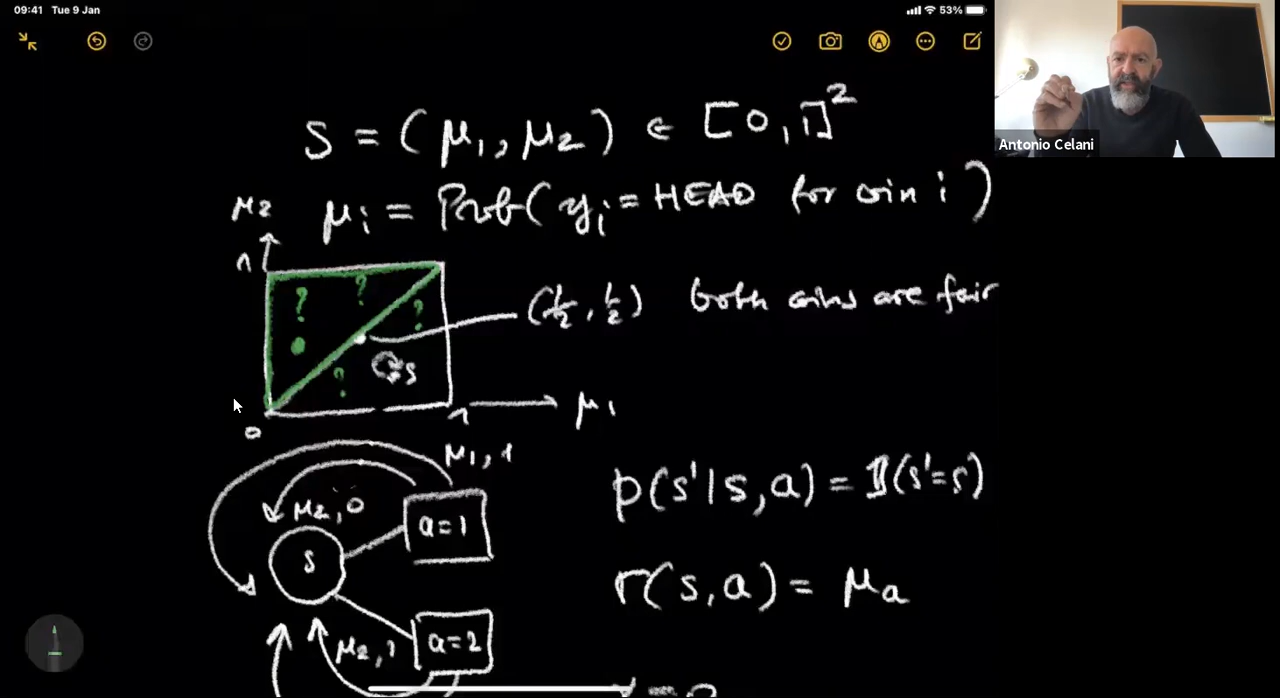 09:41 Tue 9 Jan
53%
Antonio Celani
S = (μ₁, μ₂) ∈ [0,1]²
μi = Prob(yi = HEAD for coin i)
μ₂
1
? ? ?
?
S
(1/2, 1/2) both coins are fair
0
1
μ₁
μ₁, 1
μ₂, 0
a=1
S
p(s'|s,a) = 𝟙(s'=s)
r(s,a) = μa
a=2